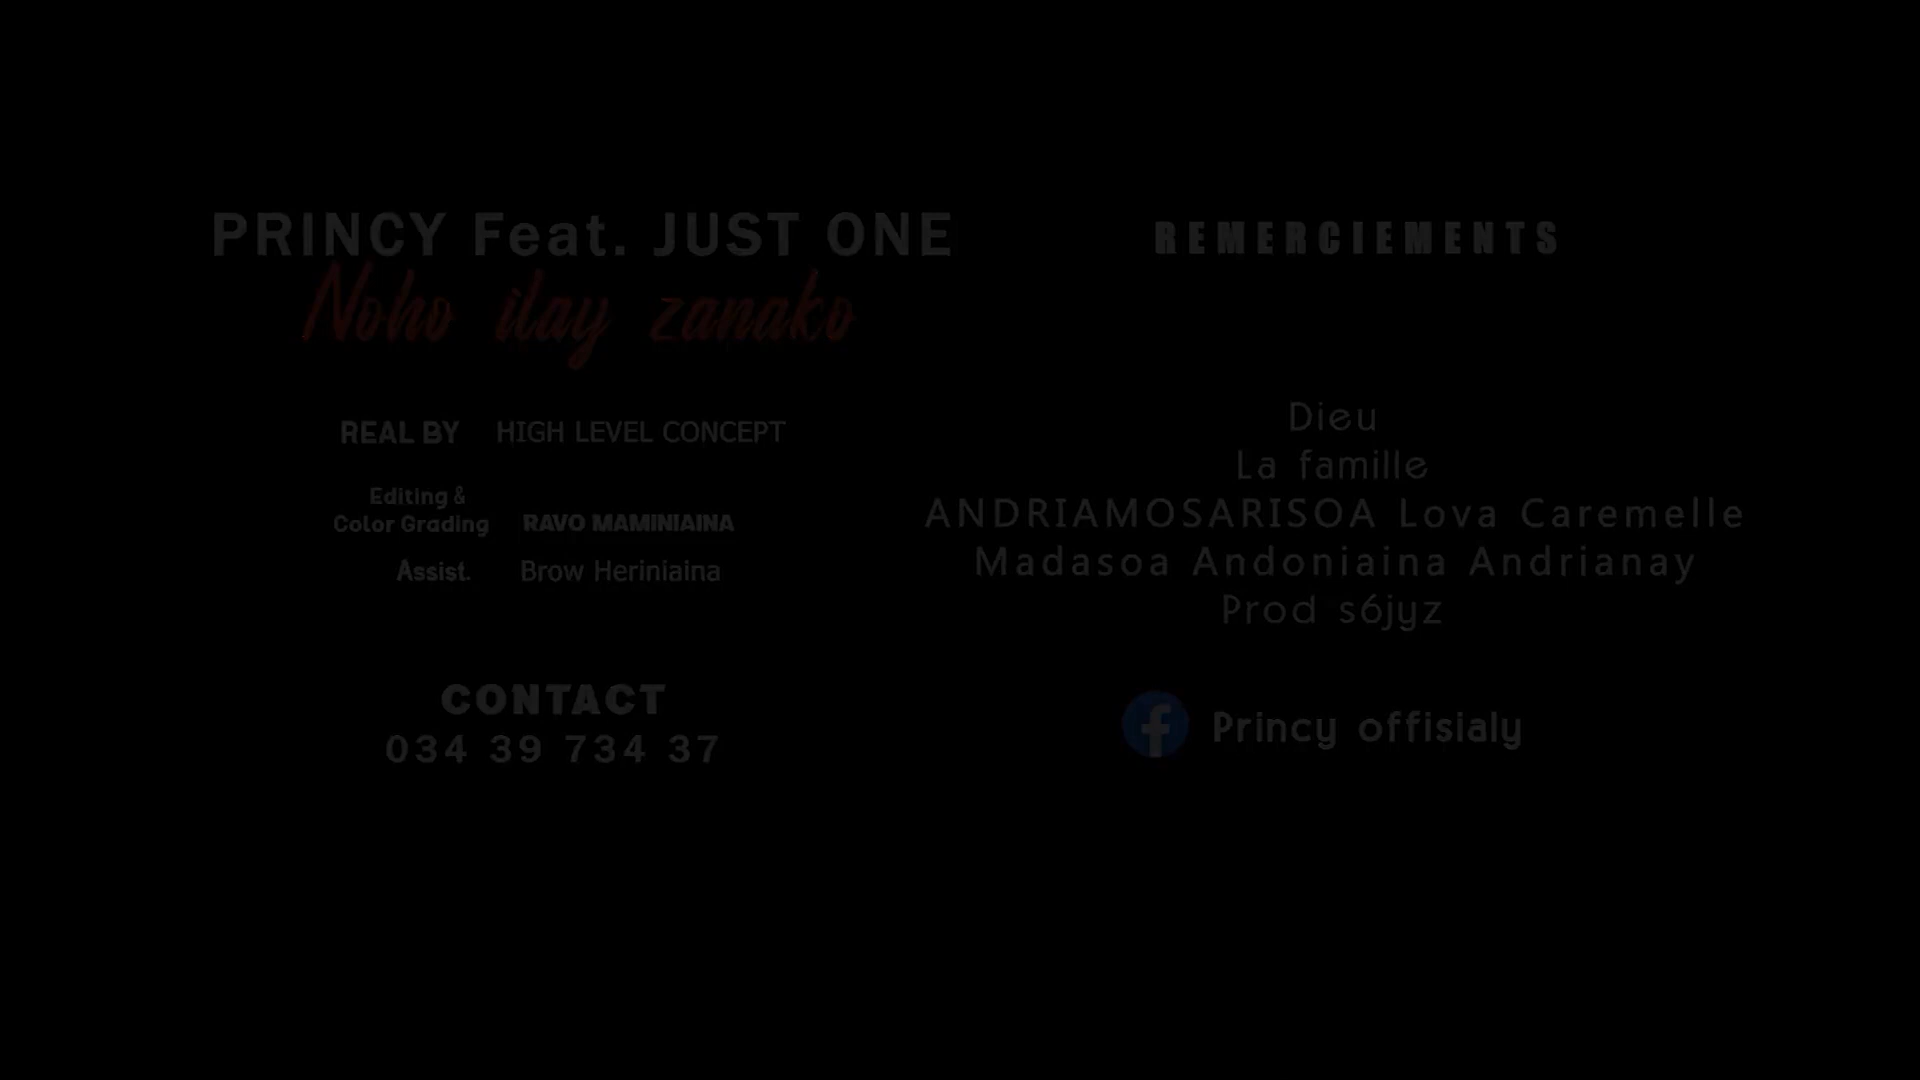 PRINCY Feat. JUST ONE
Noho ilay zanako
REAL BY HIGH LEVEL CONCEPT
Editing &
Color Grading RAVO MAMINIAINA
Assist. Brow Heriniaina
CONTACT
034 39 734 37
REMERCIEMENTS
Dieu
La famille
ANDRIAMOSARISOA Lova Caremelle
Madasoa Andoniaina Andrianay
Prod s6jyz
Princy offisialy